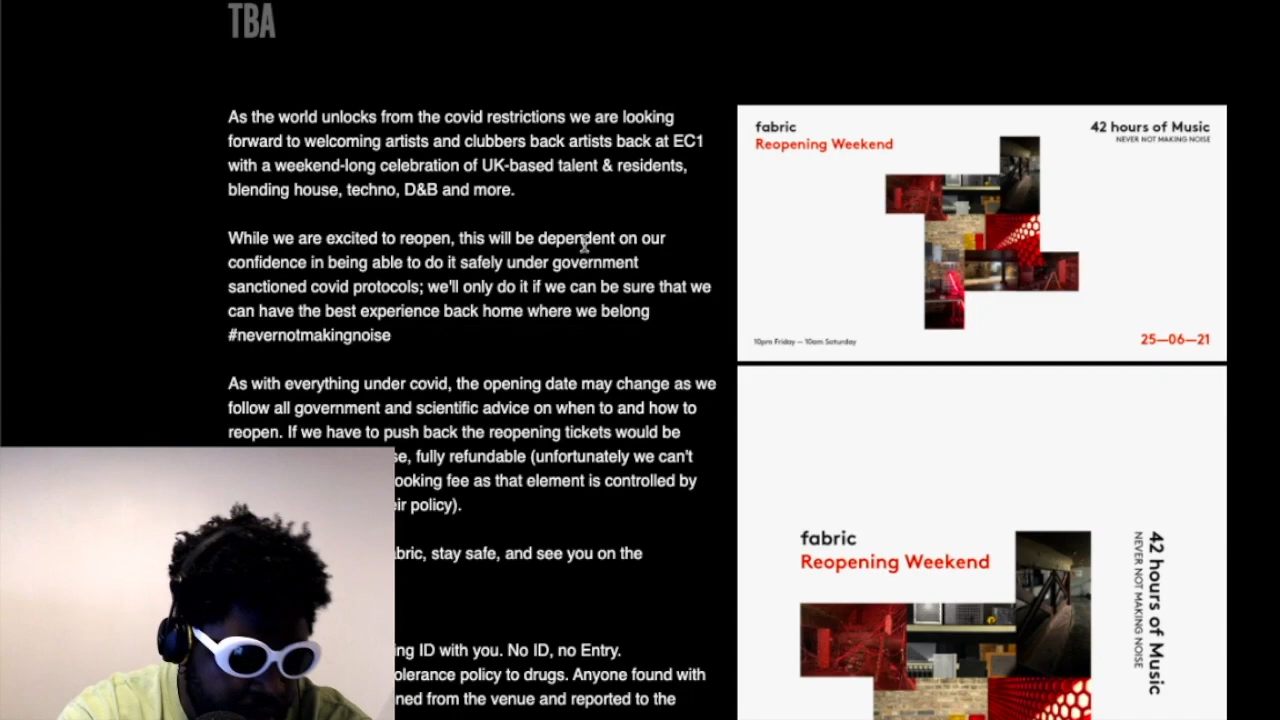 TBA
As the world unlocks from the covid restrictions we are looking
forward to welcoming artists and clubbers back artists back at EC1
with a weekend-long celebration of UK-based talent & residents,
blending house, techno, D&B and more.
While we are excited to reopen, this will be dependent on our
confidence in being able to do it safely under government
sanctioned covid protocols; we'll only do it if we can be sure that we
can have the best experience back home where we belong
#nevernotmakingnoise
As with everything under covid, the opening date may change as we
follow all government and scientific advice on when to and how to
reopen. If we have to push back the reopening tickets would be
se, fully refundable (unfortunately we can't
ooking fee as that element is controlled by
eir policy).
abric, stay safe, and see you on the
ing ID with you. No ID, no Entry.
olerance policy to drugs. Anyone found with
ned from the venue and reported to the
fabric
Reopening Weekend
42 hours of Music
NEVER NOT MAKING NOISE
10pm Friday — 10am Saturday
25—06—21
fabric
Reopening Weekend
42 hours of Music
NEVER NOT MAKING NOISE